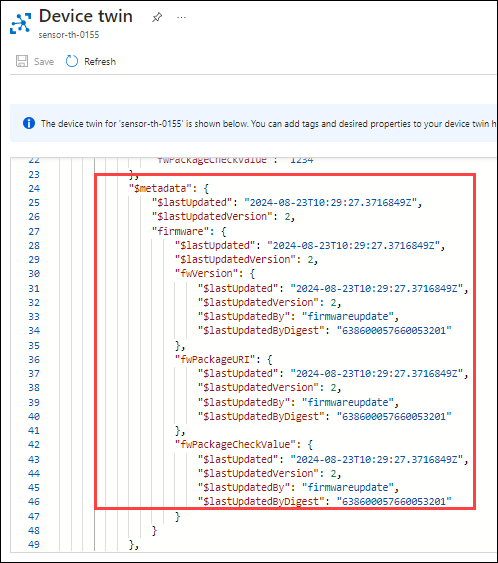 Device twin
sensor-th-0155
Save Refresh
The device twin for 'sensor-th-0155' is shown below. You can add tags and desired properties to your device twin h
22 "fwPackageCheckValue": "1234"
23 },
24 "$metadata": {
25 "$lastUpdated": "2024-08-23T10:29:27.3716849Z",
26 "$lastUpdatedVersion": 2,
27 "firmware": {
28 "$lastUpdated": "2024-08-23T10:29:27.3716849Z",
29 "$lastUpdatedVersion": 2,
30 "fwVersion": {
31 "$lastUpdated": "2024-08-23T10:29:27.3716849Z",
32 "$lastUpdatedVersion": 2,
33 "$lastUpdatedBy": "firmwareupdate",
34 "$lastUpdatedByDigest": "638600057660053201"
35 },
36 "fwPackageURI": {
37 "$lastUpdated": "2024-08-23T10:29:27.3716849Z",
38 "$lastUpdatedVersion": 2,
39 "$lastUpdatedBy": "firmwareupdate",
40 "$lastUpdatedByDigest": "638600057660053201"
41 },
42 "fwPackageCheckValue": {
43 "$lastUpdated": "2024-08-23T10:29:27.3716849Z",
44 "$lastUpdatedVersion": 2,
45 "$lastUpdatedBy": "firmwareupdate",
46 "$lastUpdatedByDigest": "638600057660053201"
47 }
48 }
49 },